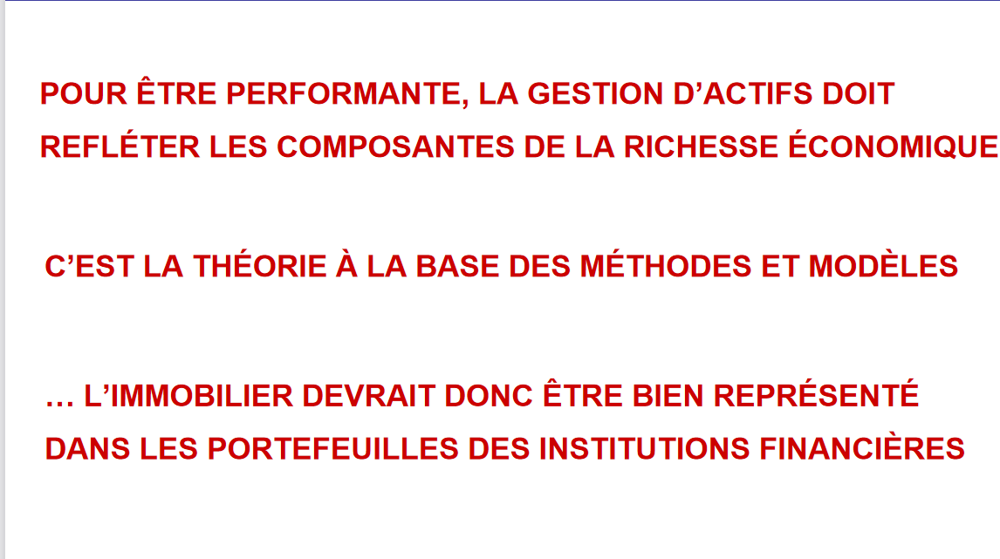 POUR ÊTRE PERFORMANTE, LA GESTION D’ACTIFS DOIT
REFLÉTER LES COMPOSANTES DE LA RICHESSE ÉCONOMIQUE
C’EST LA THÉORIE À LA BASE DES MÉTHODES ET MODÈLES
… L’IMMOBILIER DEVRAIT DONC ÊTRE BIEN REPRÉSENTÉ
DANS LES PORTEFEUILLES DES INSTITUTIONS FINANCIÈRES